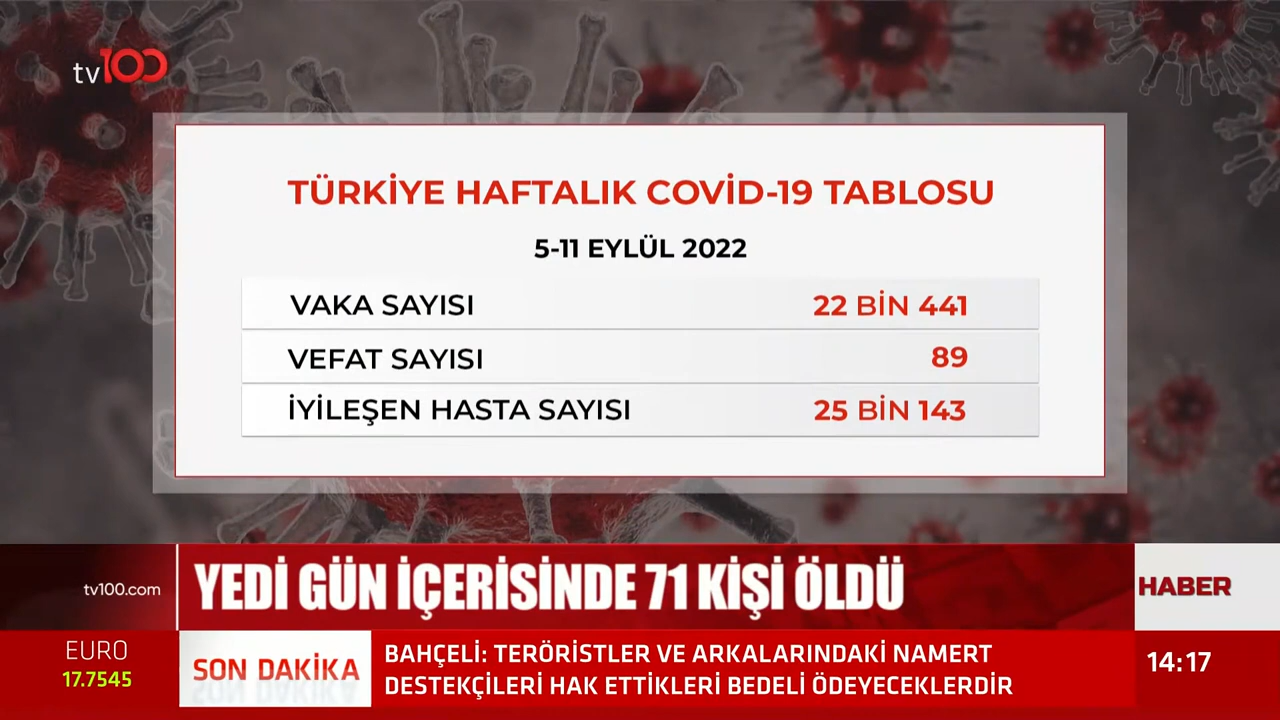 tv100
TÜRKİYE HAFTALIK COVİD-19 TABLOSU
5-11 EYLÜL 2022
VAKA SAYISI 22 BİN 441
VEFAT SAYISI 89
İYİLEŞEN HASTA SAYISI 25 BİN 143
tv100.com
YEDİ GÜN İÇERİSİNDE 71 KİŞİ ÖLDÜ
HABER
EURO
17.7545
SON DAKİKA
BAHÇELİ: TERÖRİSTLER VE ARKALARINDAKİ NAMERT
DESTEKÇİLERİ HAK ETTİKLERİ BEDELİ ÖDEYECEKLERDİR
14:17